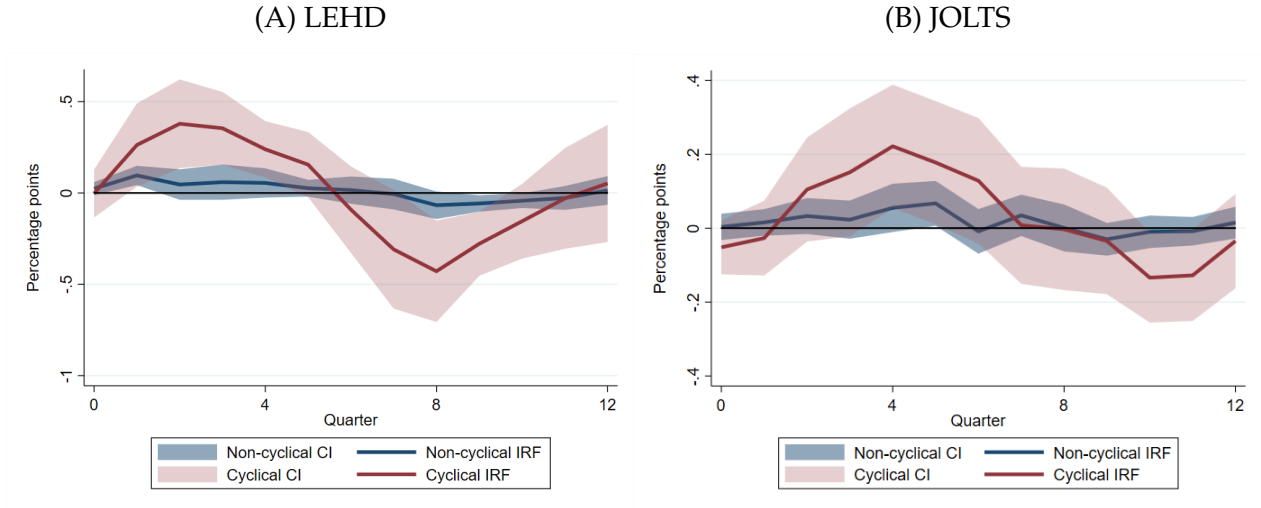 (A) LEHD
Percentage points
.5
0
-.5
-1
0 4 8 12
Quarter
Non-cyclical CI Non-cyclical IRF
Cyclical CI Cyclical IRF
(B) JOLTS
Percentage points
.4
.2
0
-.2
-.4
0 4 8 12
Quarter
Non-cyclical CI Non-cyclical IRF
Cyclical CI Cyclical IRF